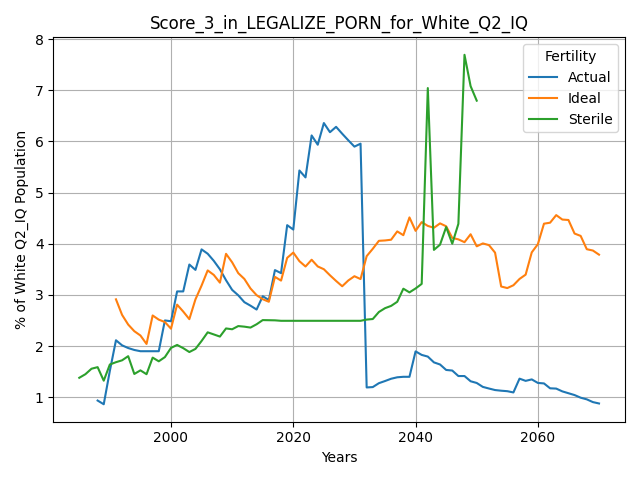 Score_3_in_LEGALIZE_PORN_for_White_Q2_IQ
% of White Q2_IQ Population
8
7
6
5
4
3
2
1
Fertility
Actual
Ideal
Sterile
2000
2020
2040
2060
Years